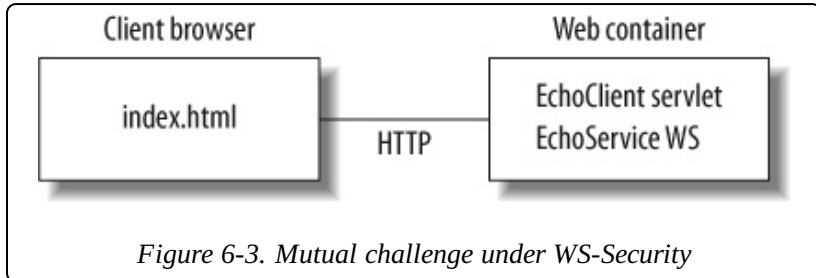 Client browser
Web container
index.html
HTTP
EchoClient servlet
EchoService WS
Figure 6-3. Mutual challenge under WS-Security